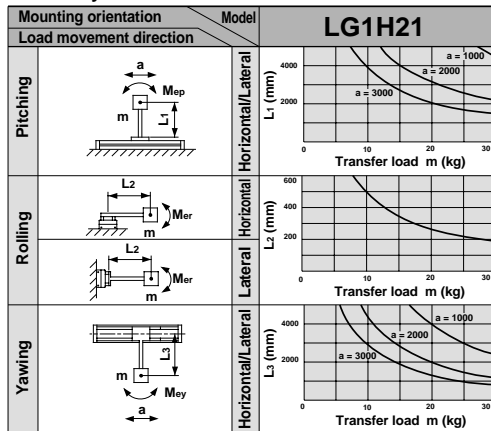 Mounting orientation
Model
Load movement direction
LG1H21
Pitching
a
Mep
m
L1
Horizontal/Lateral
L1 (mm)
4000
2000
a = 1000
a = 2000
a = 3000
0 10 20 30
Transfer load m (kg)
Rolling
L2
Mer
m
Horizontal
L2
Mer
m
Lateral
L2 (mm)
600
400
200
0 10 20 30
Transfer load m (kg)
Yawing
L3
m
Mey
a
Horizontal/Lateral
L3 (mm)
4000
2000
a = 1000
a = 2000
a = 3000
0 10 20 30
Transfer load m (kg)